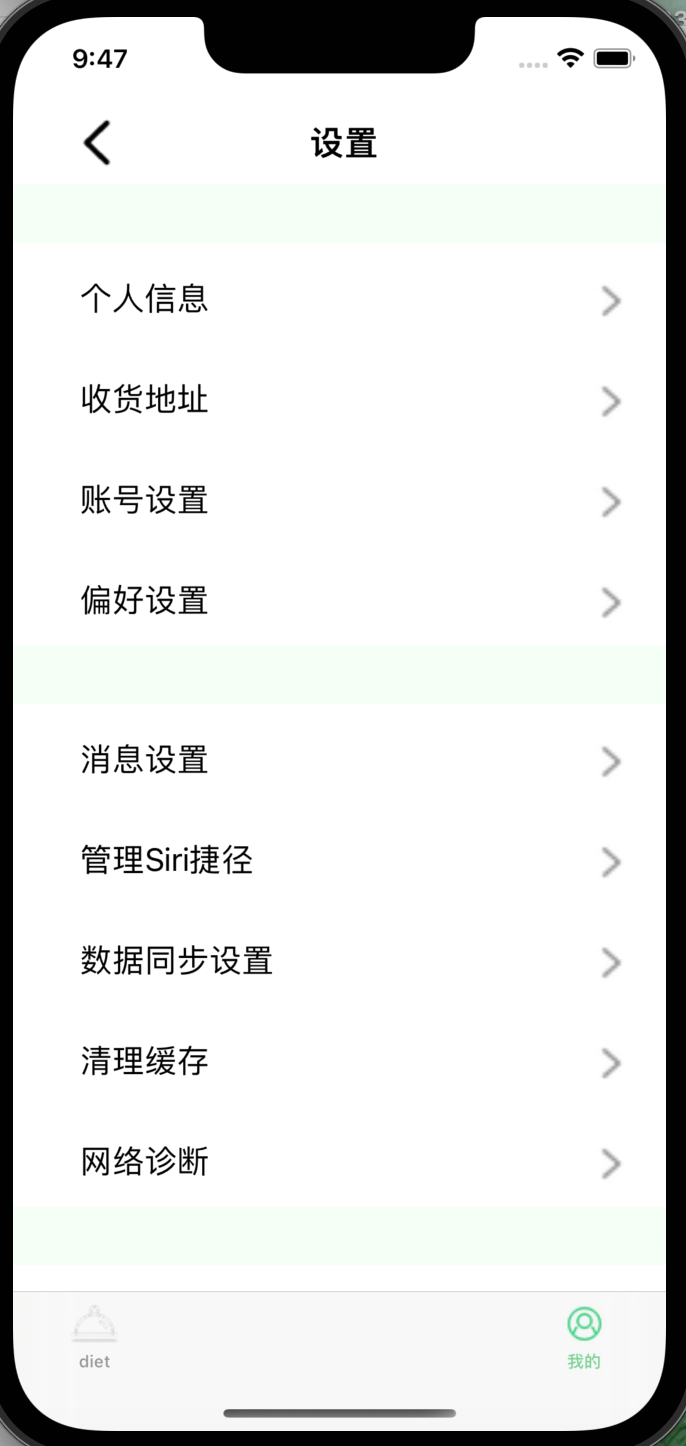 9:47
设置
个人信息
收货地址
账号设置
偏好设置
消息设置
管理Siri捷径
数据同步设置
清理缓存
网络诊断
diet
我的